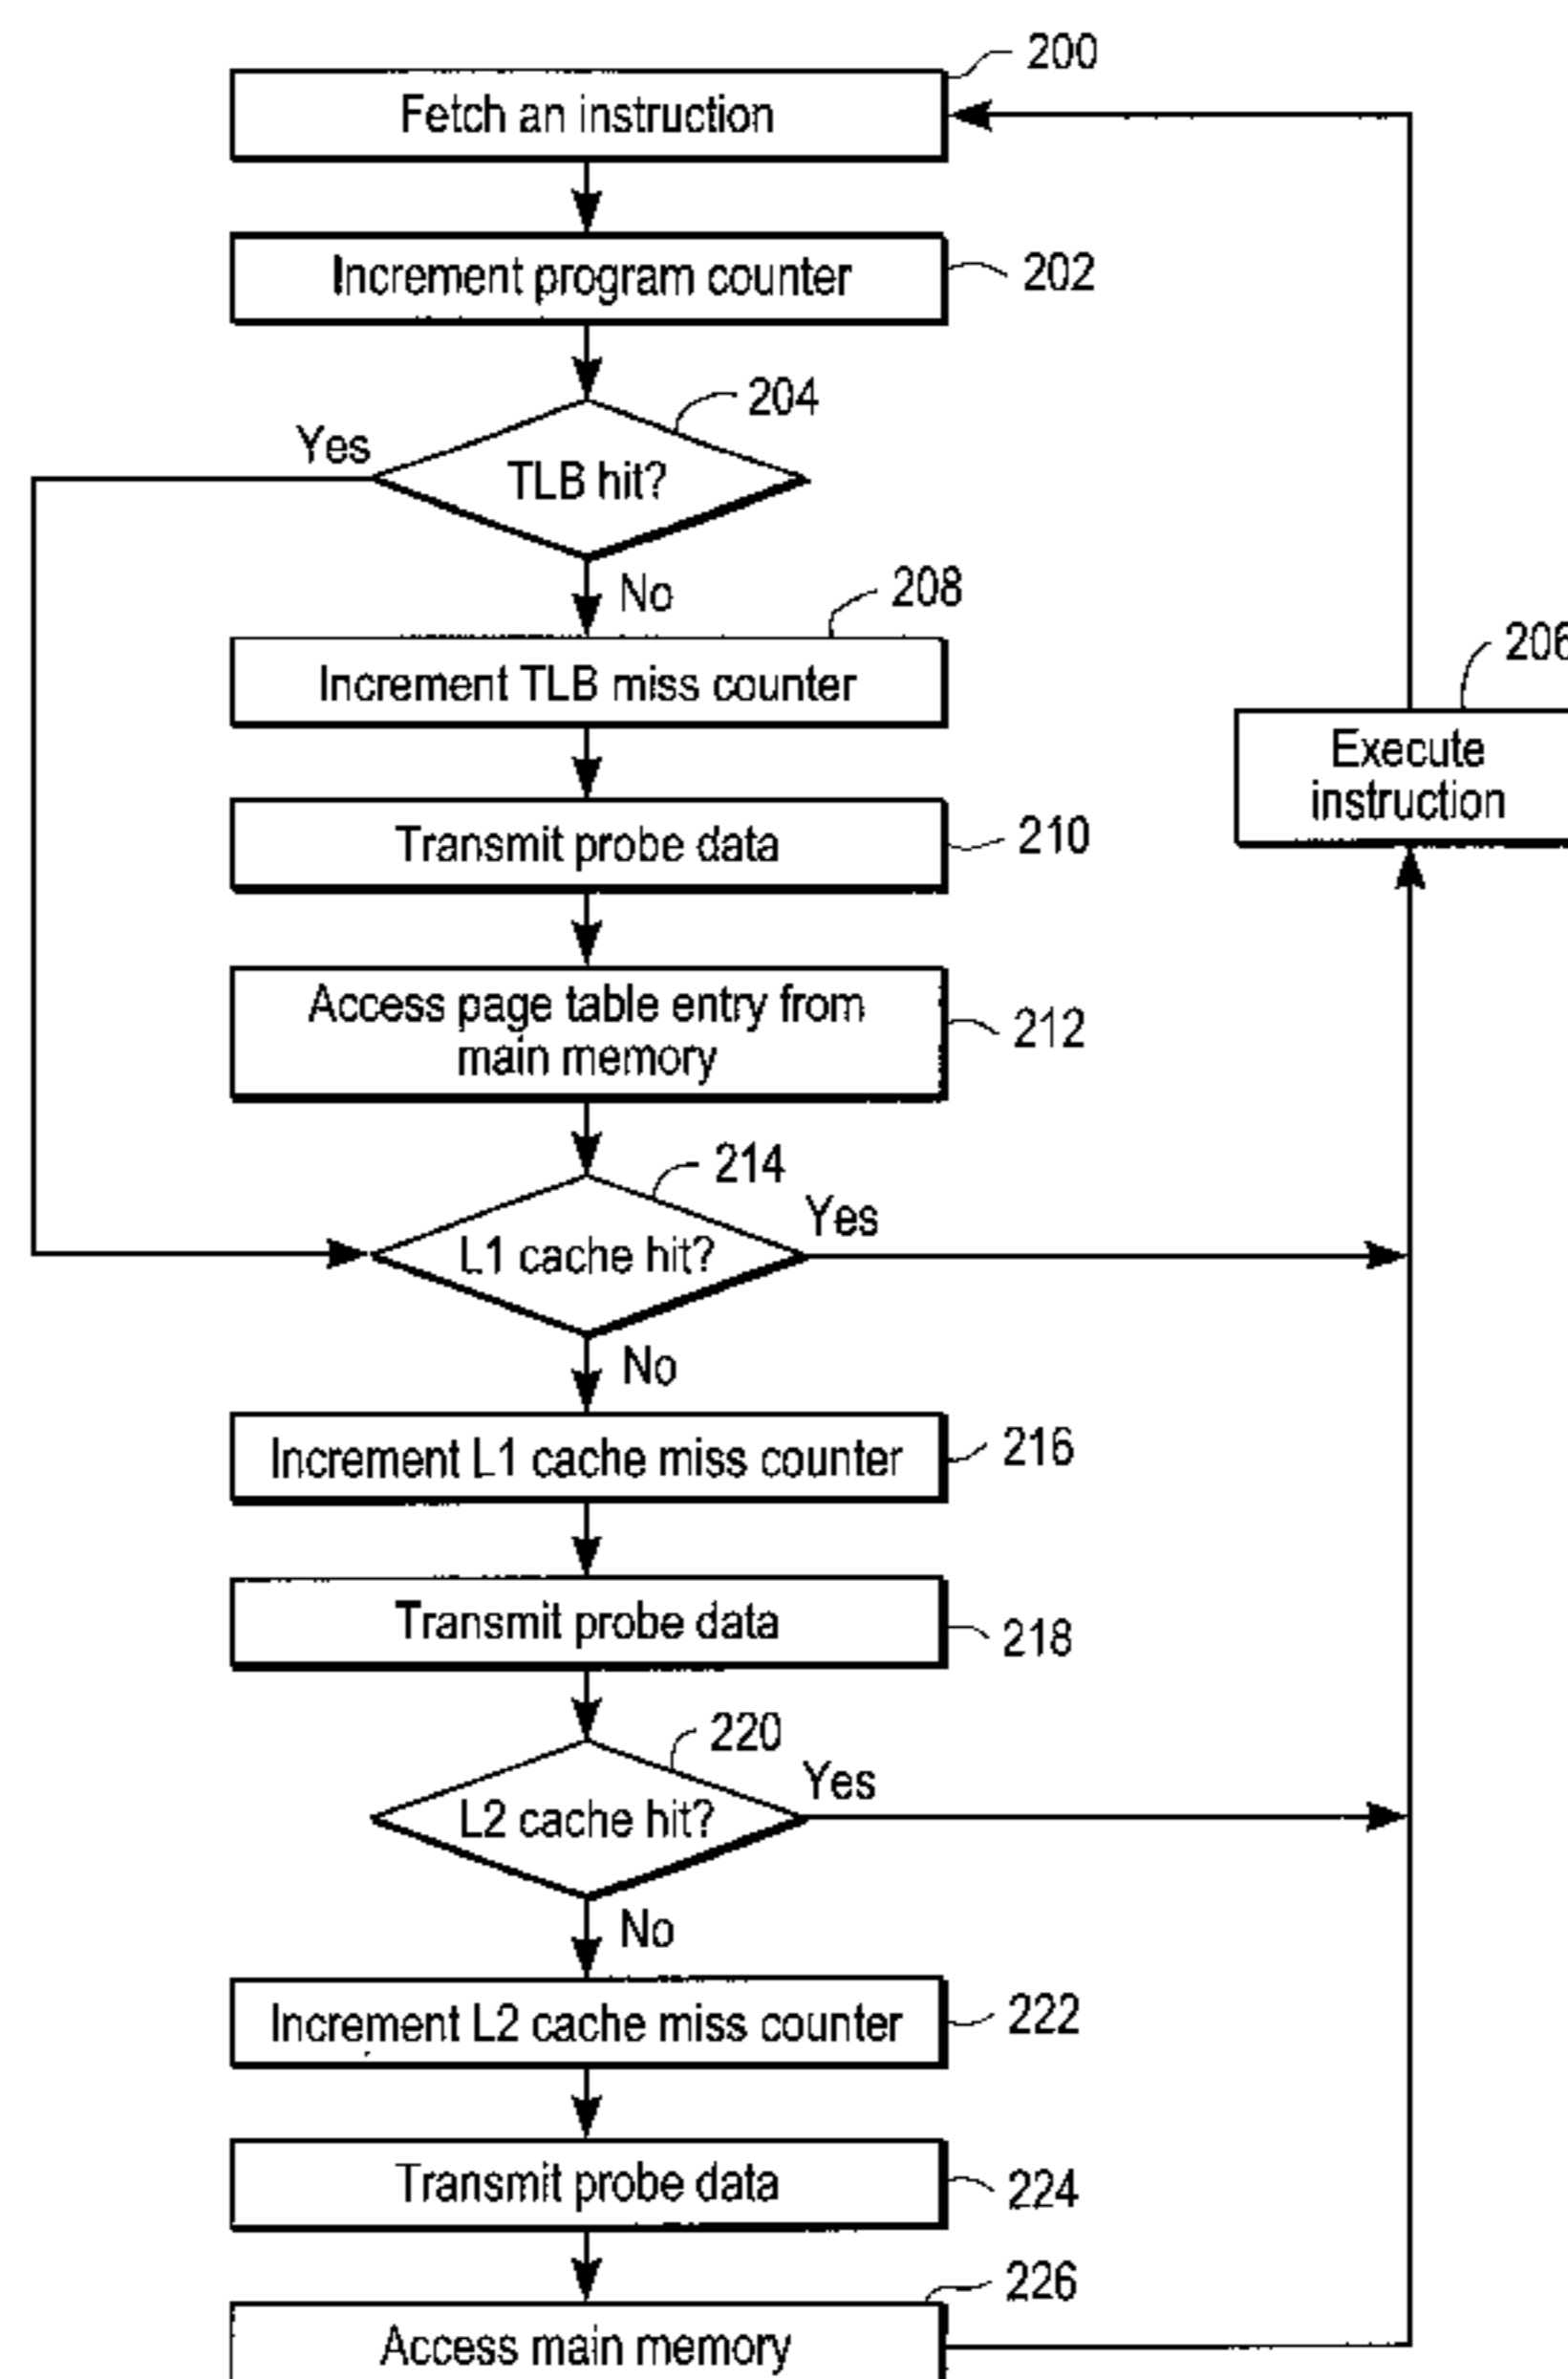 200
Fetch an instruction
Increment program counter
202
204
Yes
TLB hit?
No
208
Increment TLB miss counter
206
Execute
instruction
Transmit probe data
210
Access page table entry from
main memory
212
214
Yes
L1 cache hit?
No
Increment L1 cache miss counter
216
Transmit probe data
218
220
Yes
L2 cache hit?
No
Increment L2 cache miss counter
222
Transmit probe data
224
226
Access main memory